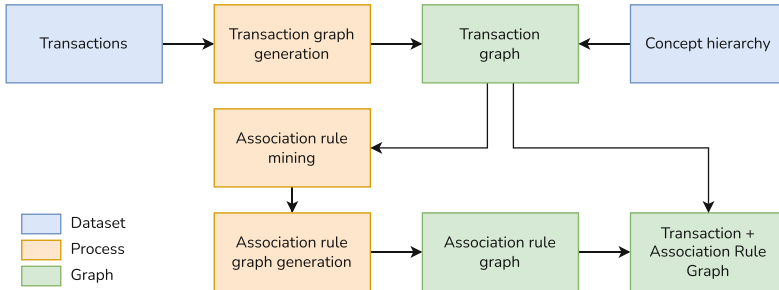 Transactions
Transaction graph
generation
Transaction
graph
Concept hierarchy
Association rule
mining
Dataset
Process
Graph
Association rule
graph generation
Association rule
graph
Transaction +
Association Rule
Graph